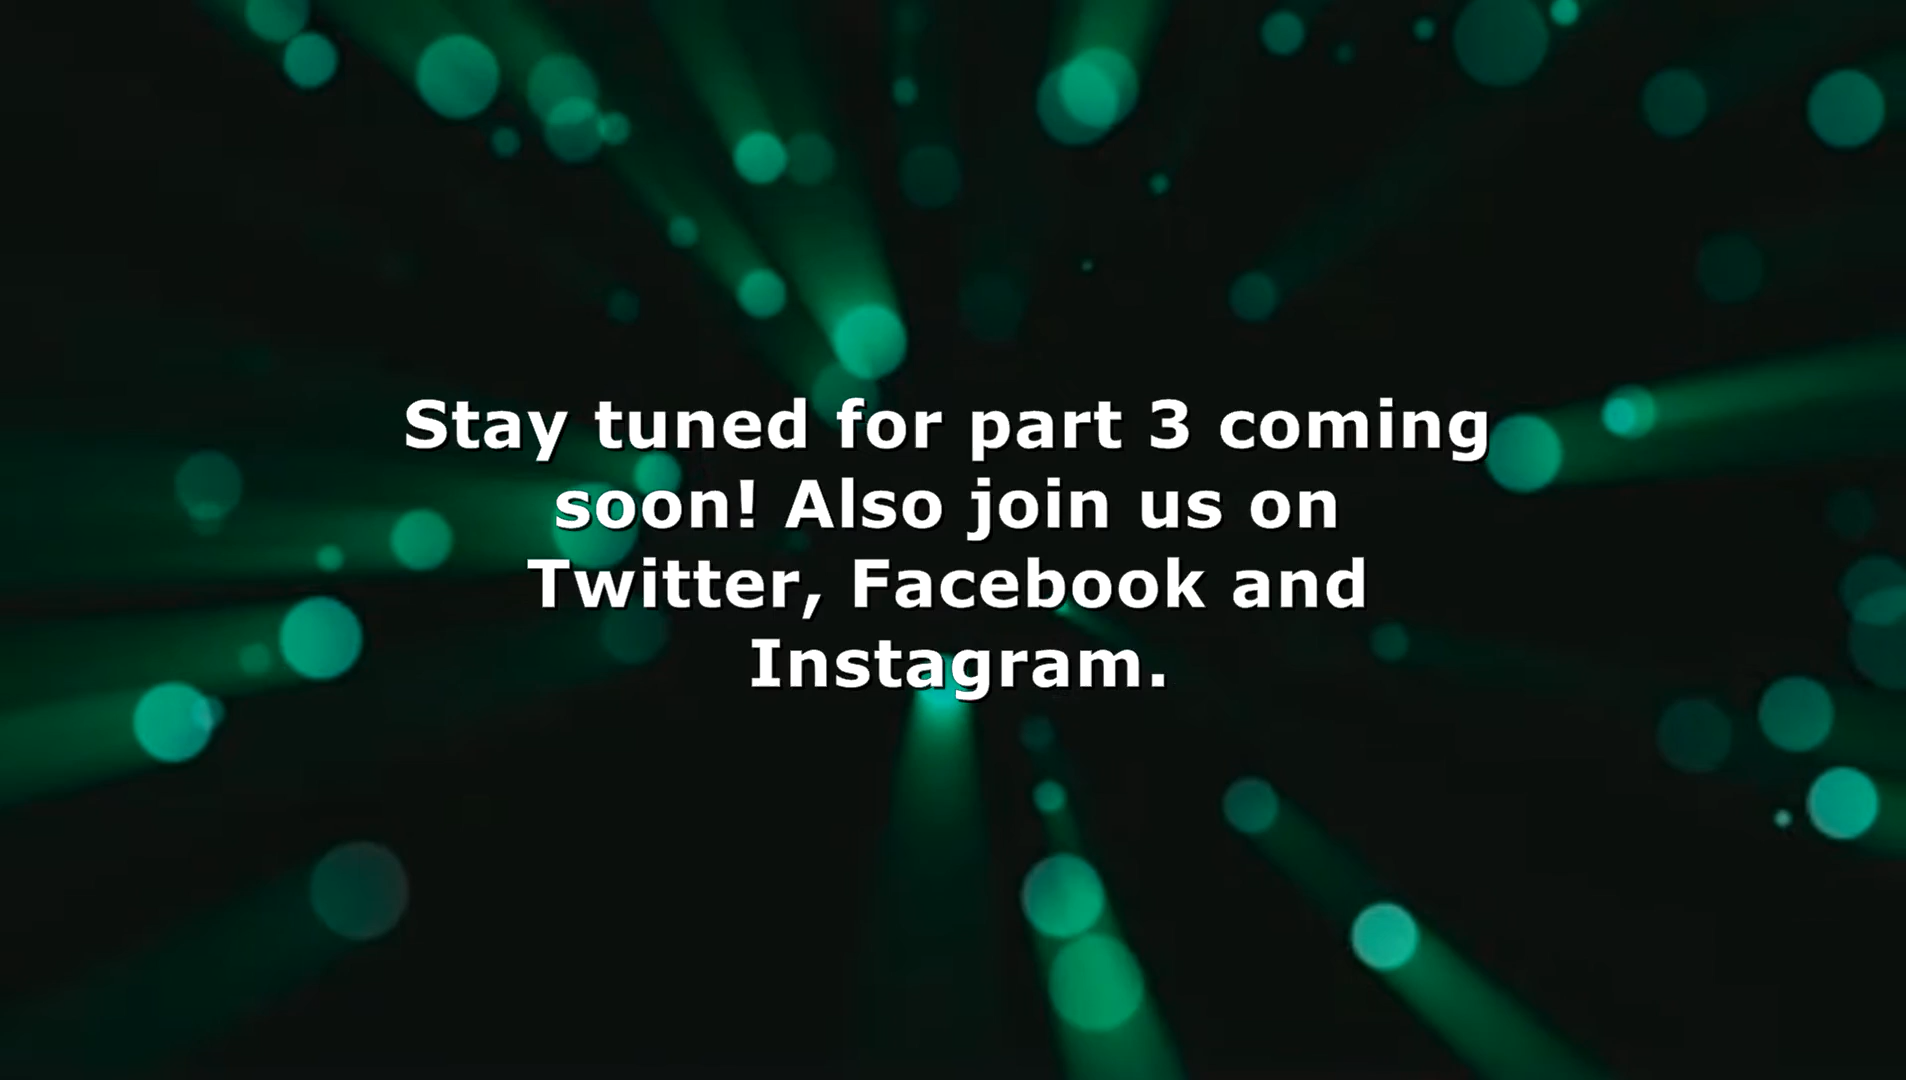 Stay tuned for part 3 coming
soon! Also join us on
Twitter, Facebook and
Instagram.